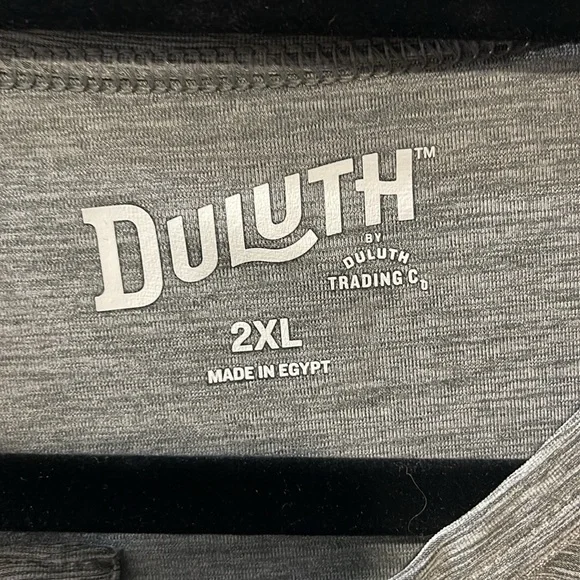 DULUTH™
BY
DULUTH
TRADING Co
2XL
MADE IN EGYPT